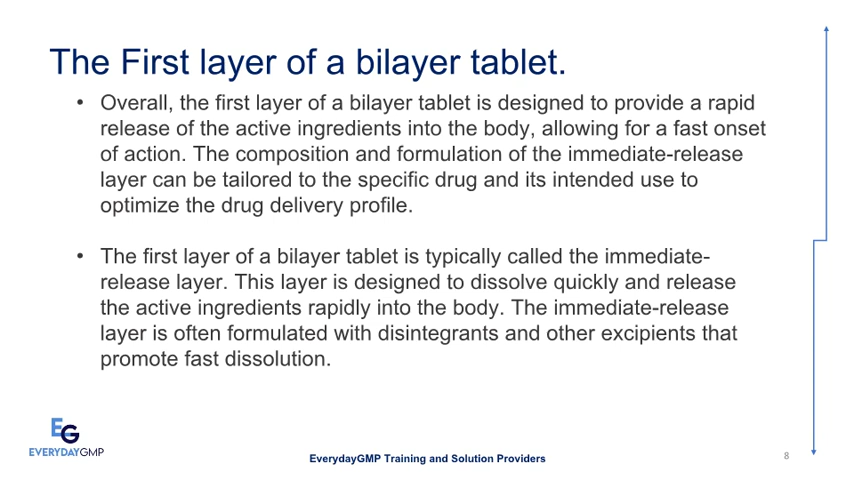 The First layer of a bilayer tablet.
• Overall, the first layer of a bilayer tablet is designed to provide a rapid
release of the active ingredients into the body, allowing for a fast onset
of action. The composition and formulation of the immediate-release
layer can be tailored to the specific drug and its intended use to
optimize the drug delivery profile.
• The first layer of a bilayer tablet is typically called the immediate-
release layer. This layer is designed to dissolve quickly and release
the active ingredients rapidly into the body. The immediate-release
layer is often formulated with disintegrants and other excipients that
promote fast dissolution.
EG
EVERYDAYGMP
EverydayGMP Training and Solution Providers
8